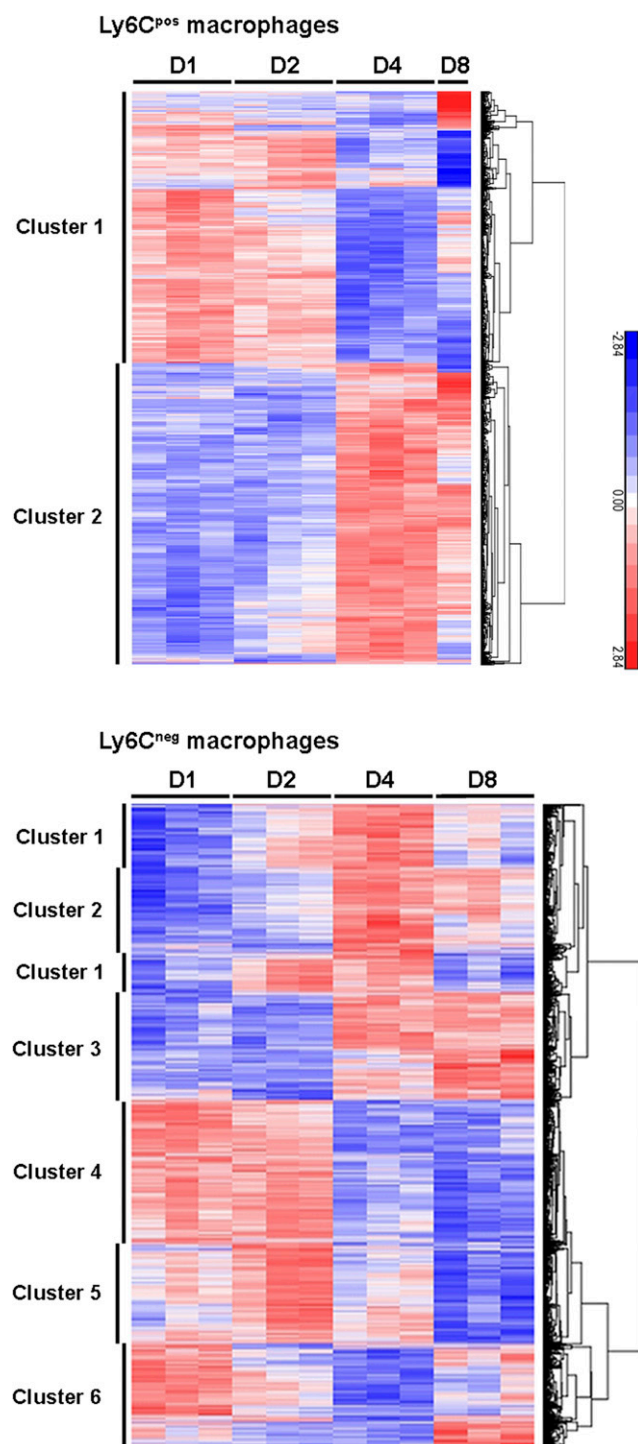 Ly6Cpos macrophages
D1 D2 D4 D8
Cluster 1
Cluster 2
-2.84
0.00
2.84
Ly6Cneg macrophages
D1 D2 D4 D8
Cluster 1
Cluster 2
Cluster 1
Cluster 3
Cluster 4
Cluster 5
Cluster 6